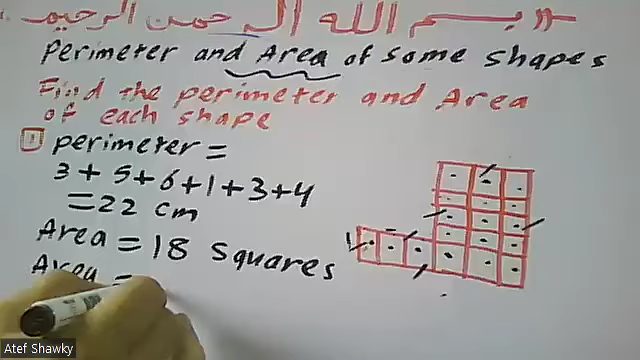 بسم الله الرحمن الرحيم
Perimeter and Area of some shapes
Find the perimeter and Area
of each shape
1 perimeter =
3 + 5 + 6 + 1 + 3 + 4
= 22 cm
Area = 18 squares
Area =
Atef Shawky